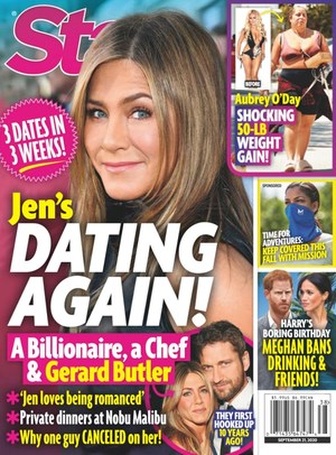 Star
3 DATES IN
3 WEEKS!
Jen's
DATING
AGAIN!
A Billionaire, a Chef
& Gerard Butler
* 'Jen loves being romanced'
* Private dinners at Nobu Malibu
* Why one guy CANCELED on her!
THEY FIRST
HOOKED UP
10 YEARS
AGO!
BEFORE
Aubrey O'Day
SHOCKING
50-LB
WEIGHT
GAIN!
SPONSORED
TIME FOR
ADVENTURES:
KEEP COVERED THIS
FALL WITH MISSION
HARRY'S
BORING BIRTHDAY
MEGHAN BANS
DRINKING &
FRIENDS!
SEPTEMBER 21, 2020